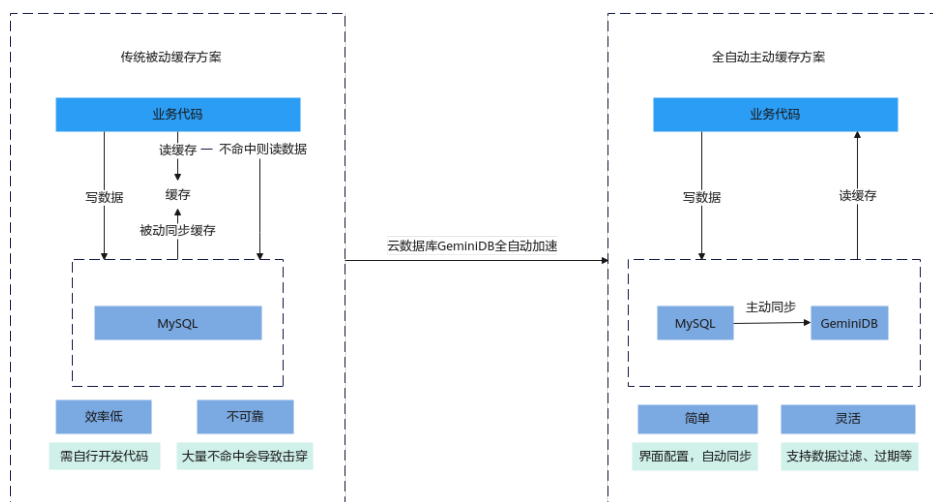 传统被动缓存方案
业务代码
读缓存
不命中则读数据
写数据
缓存
被动同步缓存
MySQL
效率低
不可靠
需自行开发代码
大量不命中会导致击穿
云数据库GeminiDB全自动加速
全自动主动缓存方案
业务代码
写数据
读缓存
主动同步
MySQL
GeminiDB
简单
灵活
界面配置，自动同步
支持数据过滤、过期等